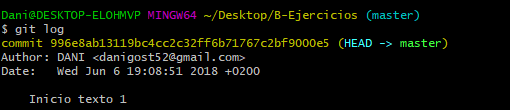 Dani@DESKTOP-ELOHMVP MINGW64 ~/Desktop/B-Ejercicios (master)
$ git log
commit 996e8ab13119bc4cc2c32ff6b71767c2bf9000e5 (HEAD -> master)
Author: DANI <danigost52@gmail.com>
Date:   Wed Jun 6 19:08:51 2018 +0200
Inicio texto 1